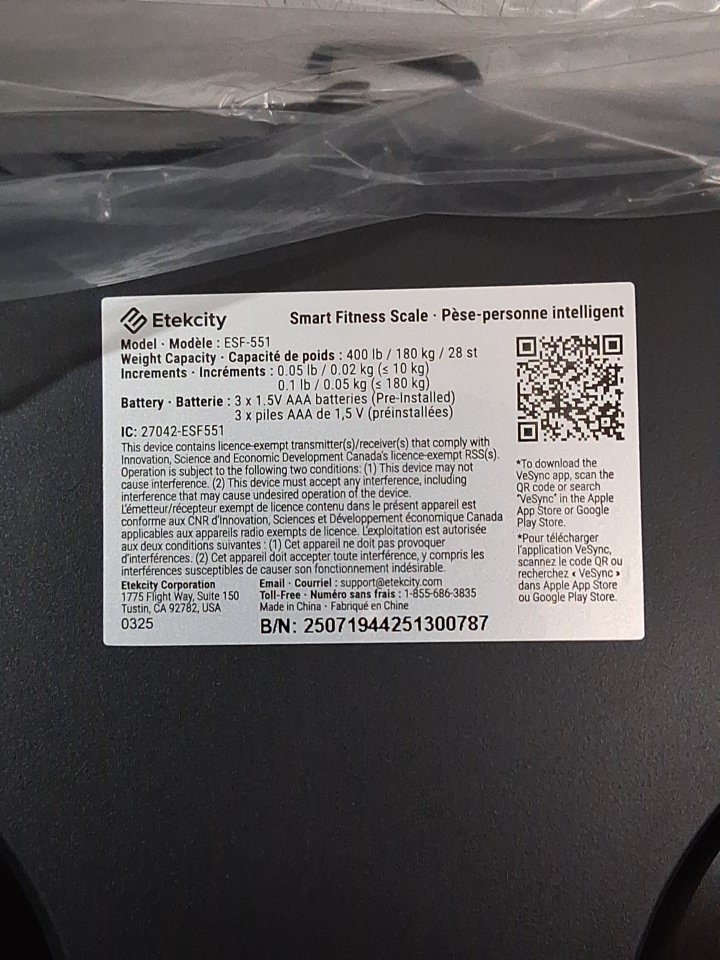 Etekcity
Smart Fitness Scale · Pèse-personne intelligent
Model · Modèle : ESF-551
Weight Capacity · Capacité de poids : 400 lb / 180 kg / 28 st
Increments · Incréments : 0.05 lb / 0.02 kg (≤ 10 kg)
0.1 lb / 0.05 kg (≤ 180 kg)
Battery · Batterie : 3 x 1.5V AAA batteries (Pre-Installed)
3 x piles AAA de 1,5 V (préinstallées)
IC: 27042-ESF551
This device contains licence-exempt transmitter(s)/receiver(s) that comply with
Innovation, Science and Economic Development Canada's licence-exempt RSS(s).
Operation is subject to the following two conditions: (1) This device may not
cause interference. (2) This device must accept any interference, including
interference that may cause undesired operation of the device.
L'émetteur/récepteur exempt de licence contenu dans le présent appareil est
conforme aux CNR d'Innovation, Sciences et Développement économique Canada
applicables aux appareils radio exempts de licence. L'exploitation est autorisée
aux deux conditions suivantes : (1) Cet appareil ne doit pas provoquer
d'interférences. (2) Cet appareil doit accepter toute interférence, y compris les
interférences susceptibles de causer son fonctionnement indésirable.
Etekcity Corporation
1775 Flight Way, Suite 150
Tustin, CA 92782, USA
0325
Email · Courriel : support@etekcity.com
Toll-Free · Numéro sans frais : 1-855-686-3835
Made in China · Fabriqué en Chine
B/N: 25071944251300787
*To download the
VeSync app, scan the
QR code or search
"VeSync" in the Apple
App Store or Google
Play Store.
*Pour télécharger
l'application VeSync,
scannez le code QR ou
recherchez « VeSync »
dans Apple App Store
ou Google Play Store.